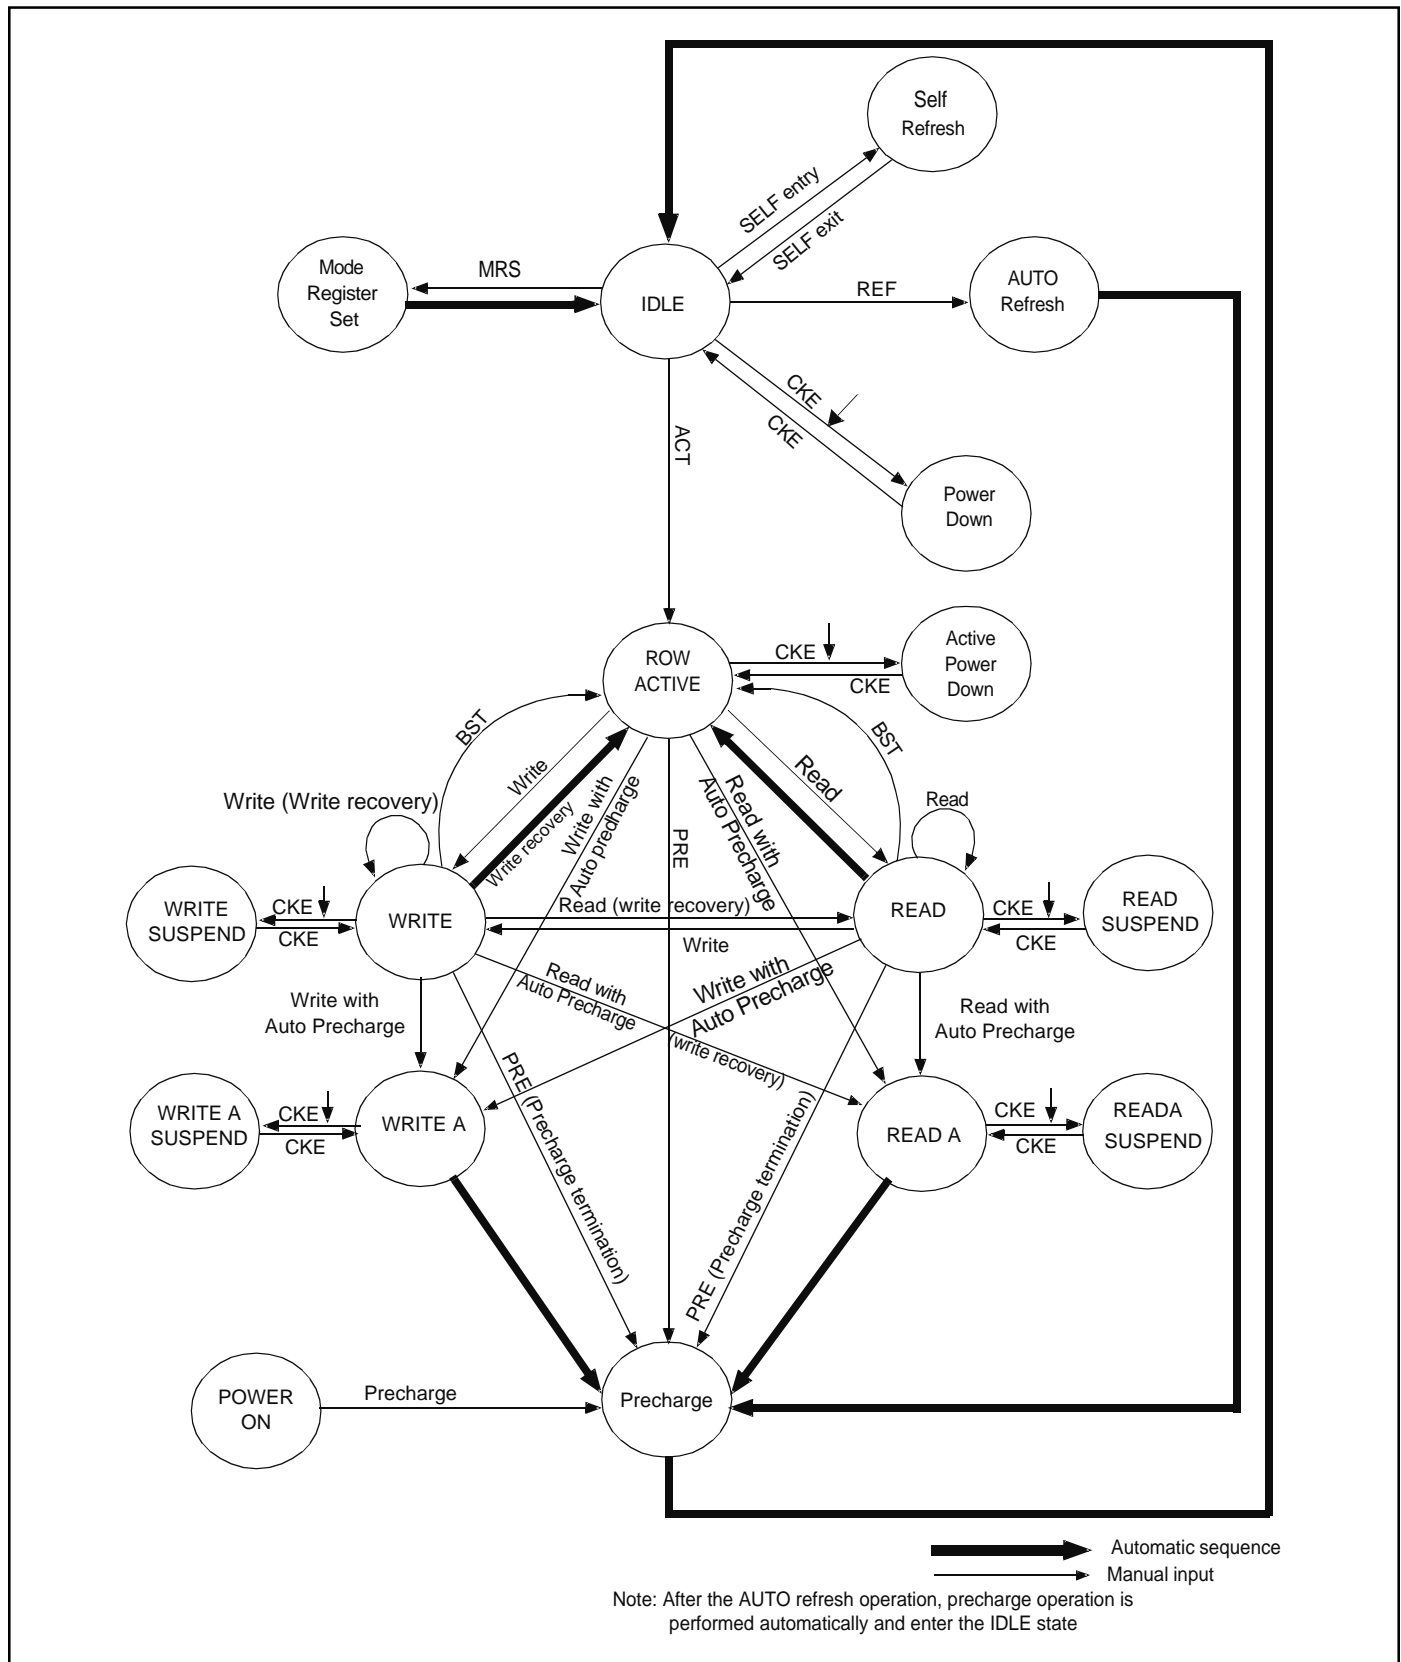 Self
Refresh
SELF entry
SELF exit
Mode
Register
Set
MRS
IDLE
REF
AUTO
Refresh
CKE
CKE
ACT
Power
Down
ROW
ACTIVE
CKE
CKE
Active
Power
Down
BST
BST
Write
Write recovery
Write with
Auto predharge
PRE
Read with
Auto Precharge
Read
Write (Write recovery)
Read
WRITE
SUSPEND
CKE
CKE
WRITE
Read (write recovery)
Write
READ
CKE
CKE
READ
SUSPEND
Write with
Auto Precharge
Read with
Auto Precharge
(write recovery)
Write with
Auto Precharge
Read with
Auto Precharge
WRITE A
SUSPEND
CKE
CKE
WRITE A
PRE (Precharge termination)
PRE (Precharge termination)
READ A
CKE
CKE
READA
SUSPEND
POWER
ON
Precharge
Precharge
Automatic sequence
Manual input
Note: After the AUTO refresh operation, precharge operation is
performed automatically and enter the IDLE state